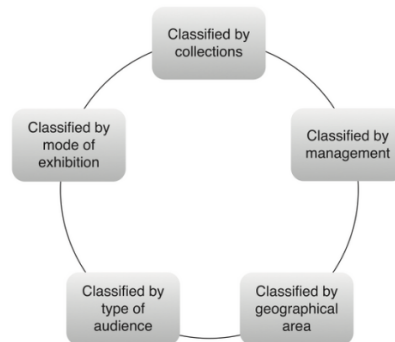 Classified by
collections
Classified by
management
Classified by
geographical
area
Classified by
type of
audience
Classified by
mode of
exhibition